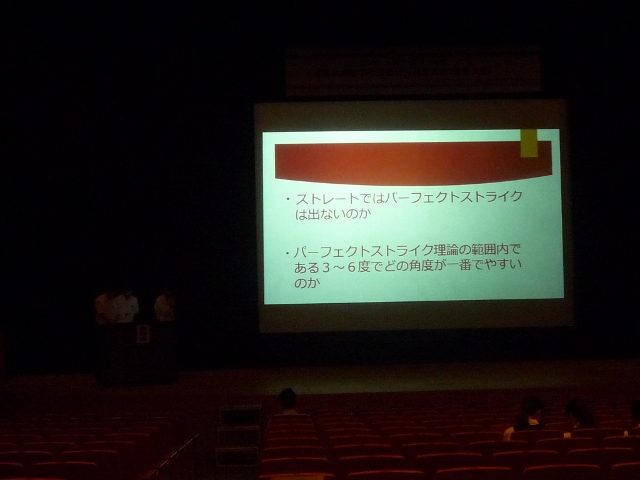 ・ストレートではパーフェクトストライク
は出ないのか
・パーフェクトストライク理論の範囲内で
ある３～６度でどの角度が一番でやすい
のか